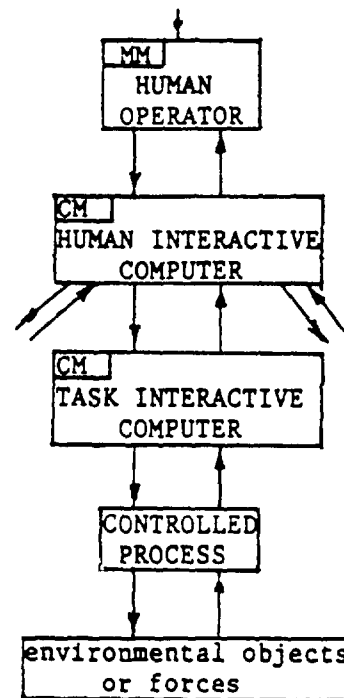 MM
HUMAN
OPERATOR
CM
HUMAN INTERACTIVE
COMPUTER
CM
TASK INTERACTIVE
COMPUTER
CONTROLLED
PROCESS
environmental objects
or forces